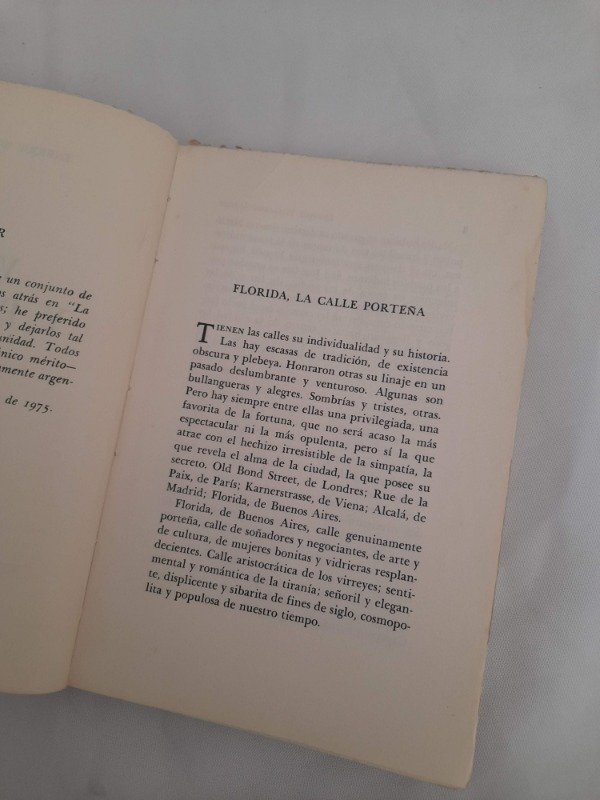 R
un conjunto de
os atrás en "La
s; he preferido
y dejarlos tal
unidad. Todos
único mérito—
amente argen-
de 1975.
FLORIDA, LA CALLE PORTEÑA
TIENEN las calles su individualidad y su historia.
Las hay escasas de tradición, de existencia
obscura y plebeya. Honraron otras su linaje en un
pasado deslumbrante y venturoso. Algunas son
bullangueras y alegres. Sombrías y tristes, otras.
Pero hay siempre entre ellas una privilegiada, una
favorita de la fortuna, que no será acaso la más
espectacular ni la más opulenta, pero sí la que
atrae con el hechizo irresistible de la simpatía, la
que revela el alma de la ciudad, la que posee su
secreto. Old Bond Street, de Londres; Rue de la
Paix, de París; Karnerstrasse, de Viena; Alcalá, de
Madrid; Florida, de Buenos Aires.
Florida, de Buenos Aires, calle genuinamente
porteña, calle de soñadores y negociantes, de arte y
de cultura, de mujeres bonitas y vidrieras resplan-
decientes. Calle aristocrática de los virreyes; senti-
mental y romántica de la tiranía; señoril y elegan-
te, displicente y sibarita de fines de siglo, cosmopo-
lita y populosa de nuestro tiempo.